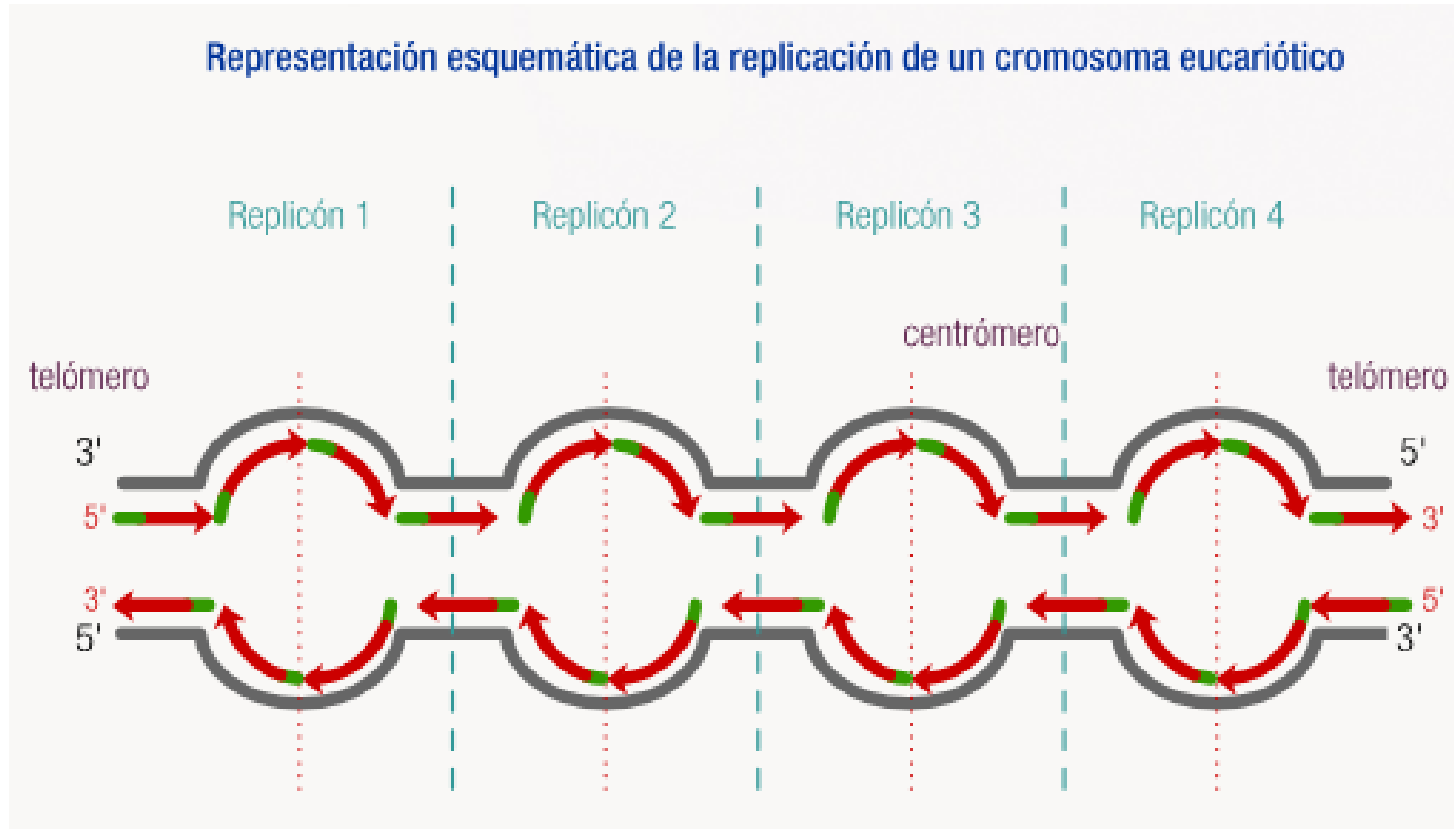 Representación esquemática de la replicación de un cromosoma eucariótico
Replicón 1 Replicón 2 Replicón 3 Replicón 4
centrómero
telómero telómero
3' 5'
5' 3'
3' 5'
5' 3'